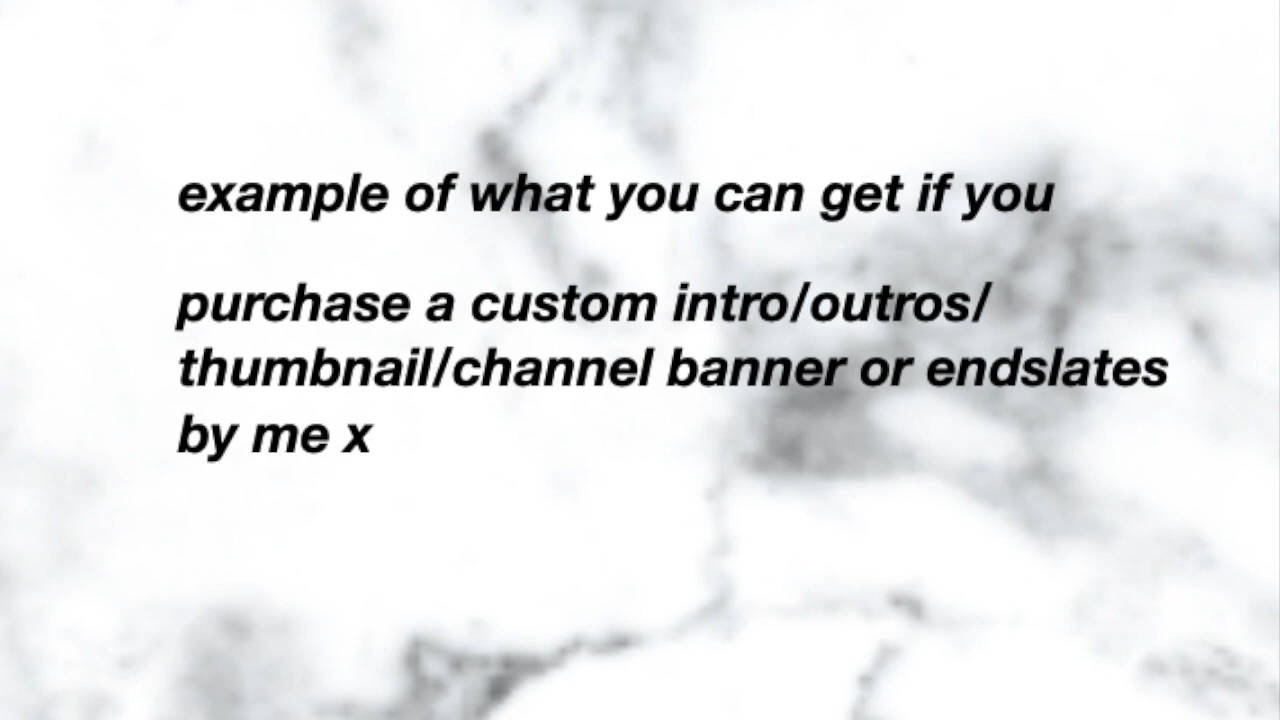 example of what you can get if you
purchase a custom intro/outros/
thumbnail/channel banner or endslates
by me x